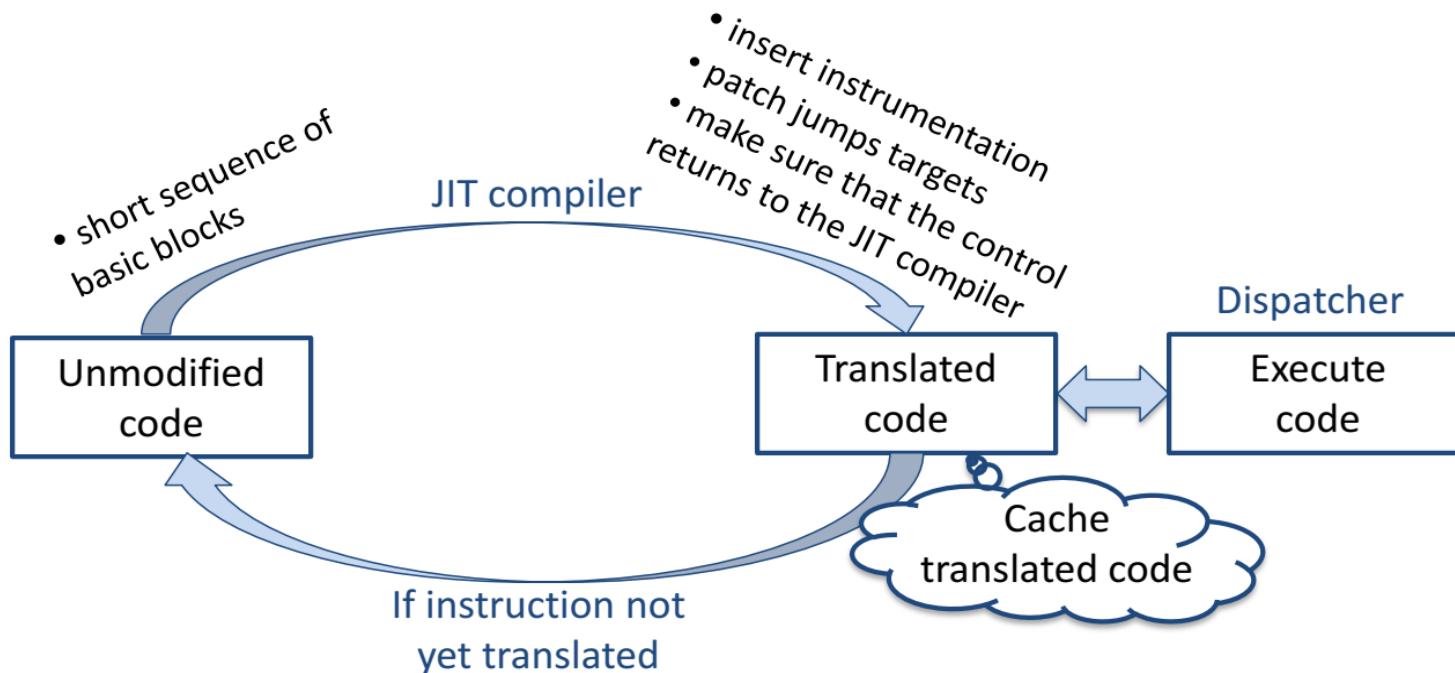 • short sequence of
basic blocks
JIT compiler
• insert instrumentation
• patch jumps targets
• make sure that the control
returns to the JIT compiler
Dispatcher
Unmodified
code
Translated
code
Execute
code
Cache
translated code
If instruction not
yet translated